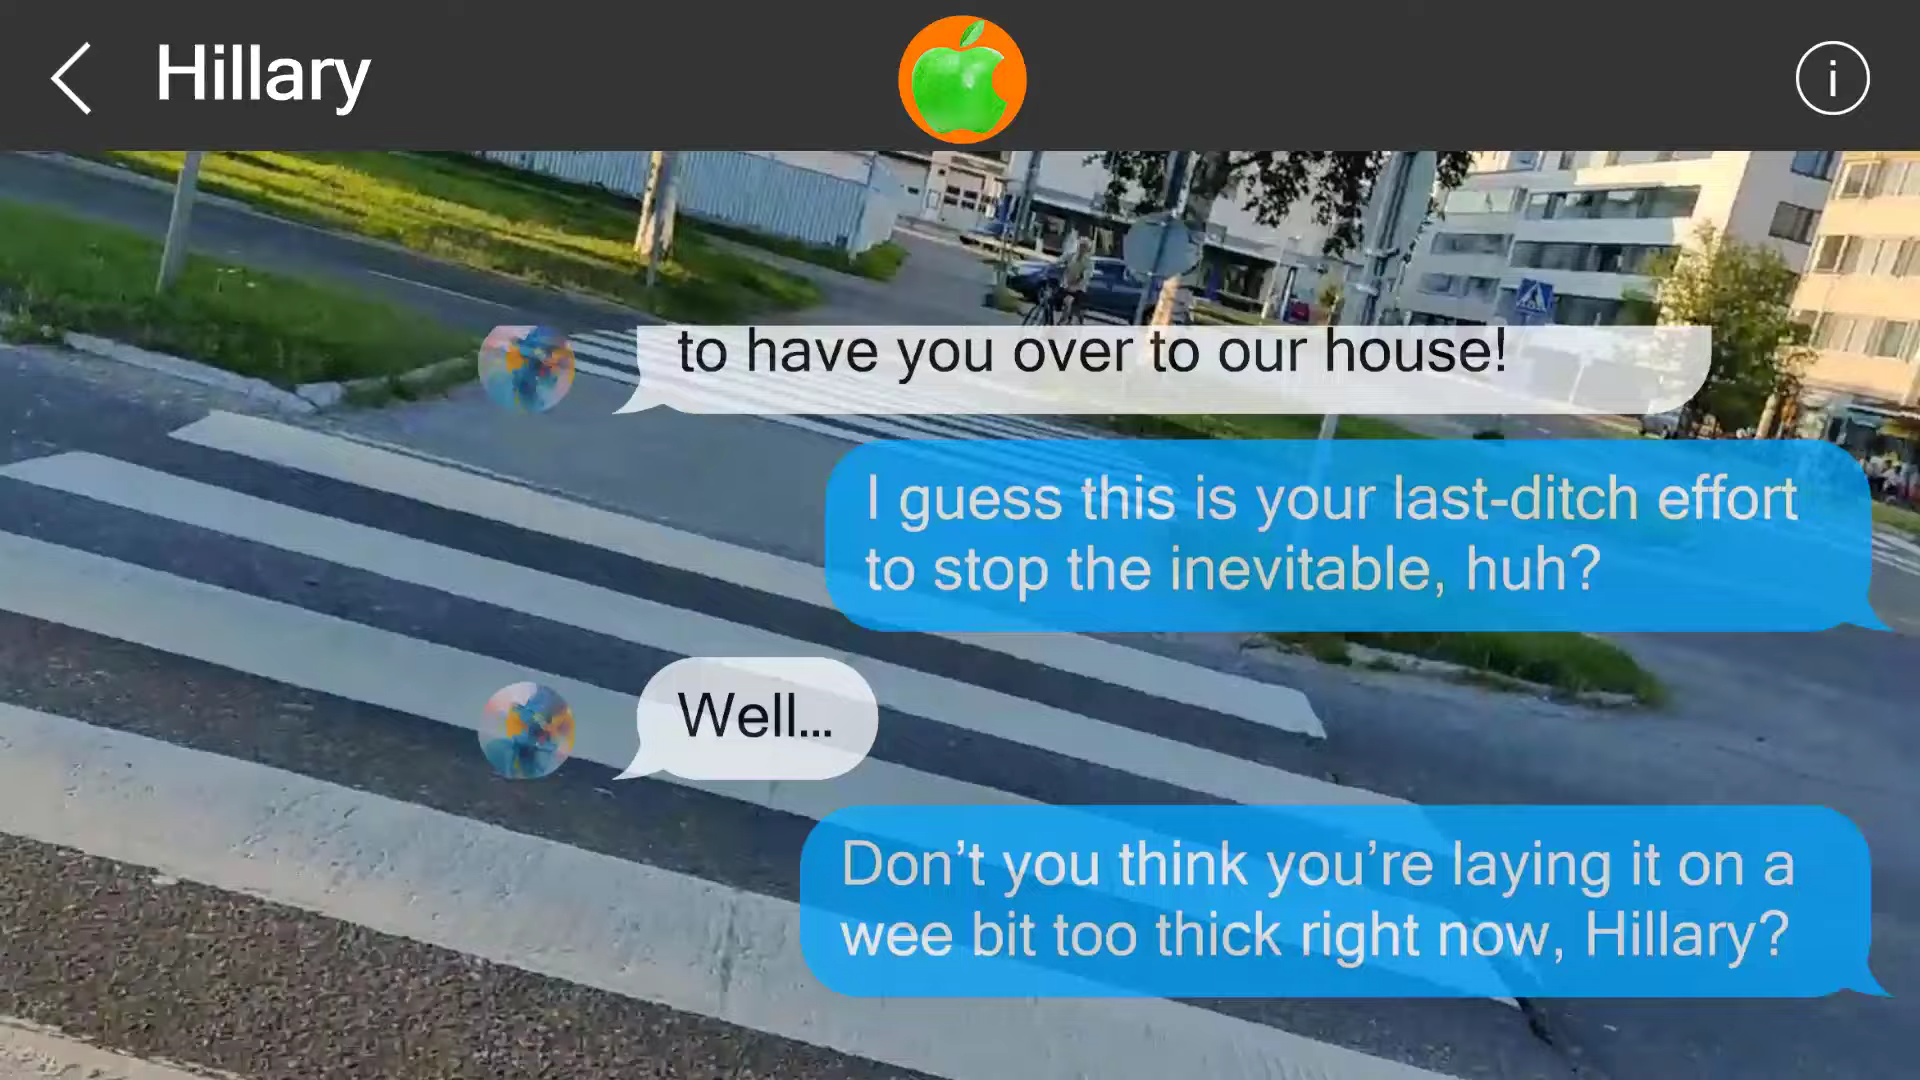 Hillary
i
to have you over to our house!
I guess this is your last-ditch effort
to stop the inevitable, huh?
Well...
Don’t you think you’re laying it on a
wee bit too thick right now, Hillary?